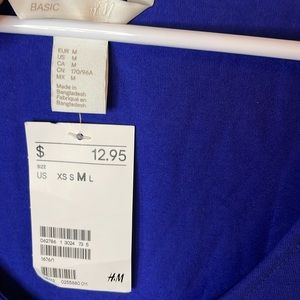 BASIC
EUR M
US M
CA M
CN 170/96A
MX M
Made in
Bangladesh
Fabriqué en
Bangladesh
$ 12.95
SIZE
US XS S M L
H&M